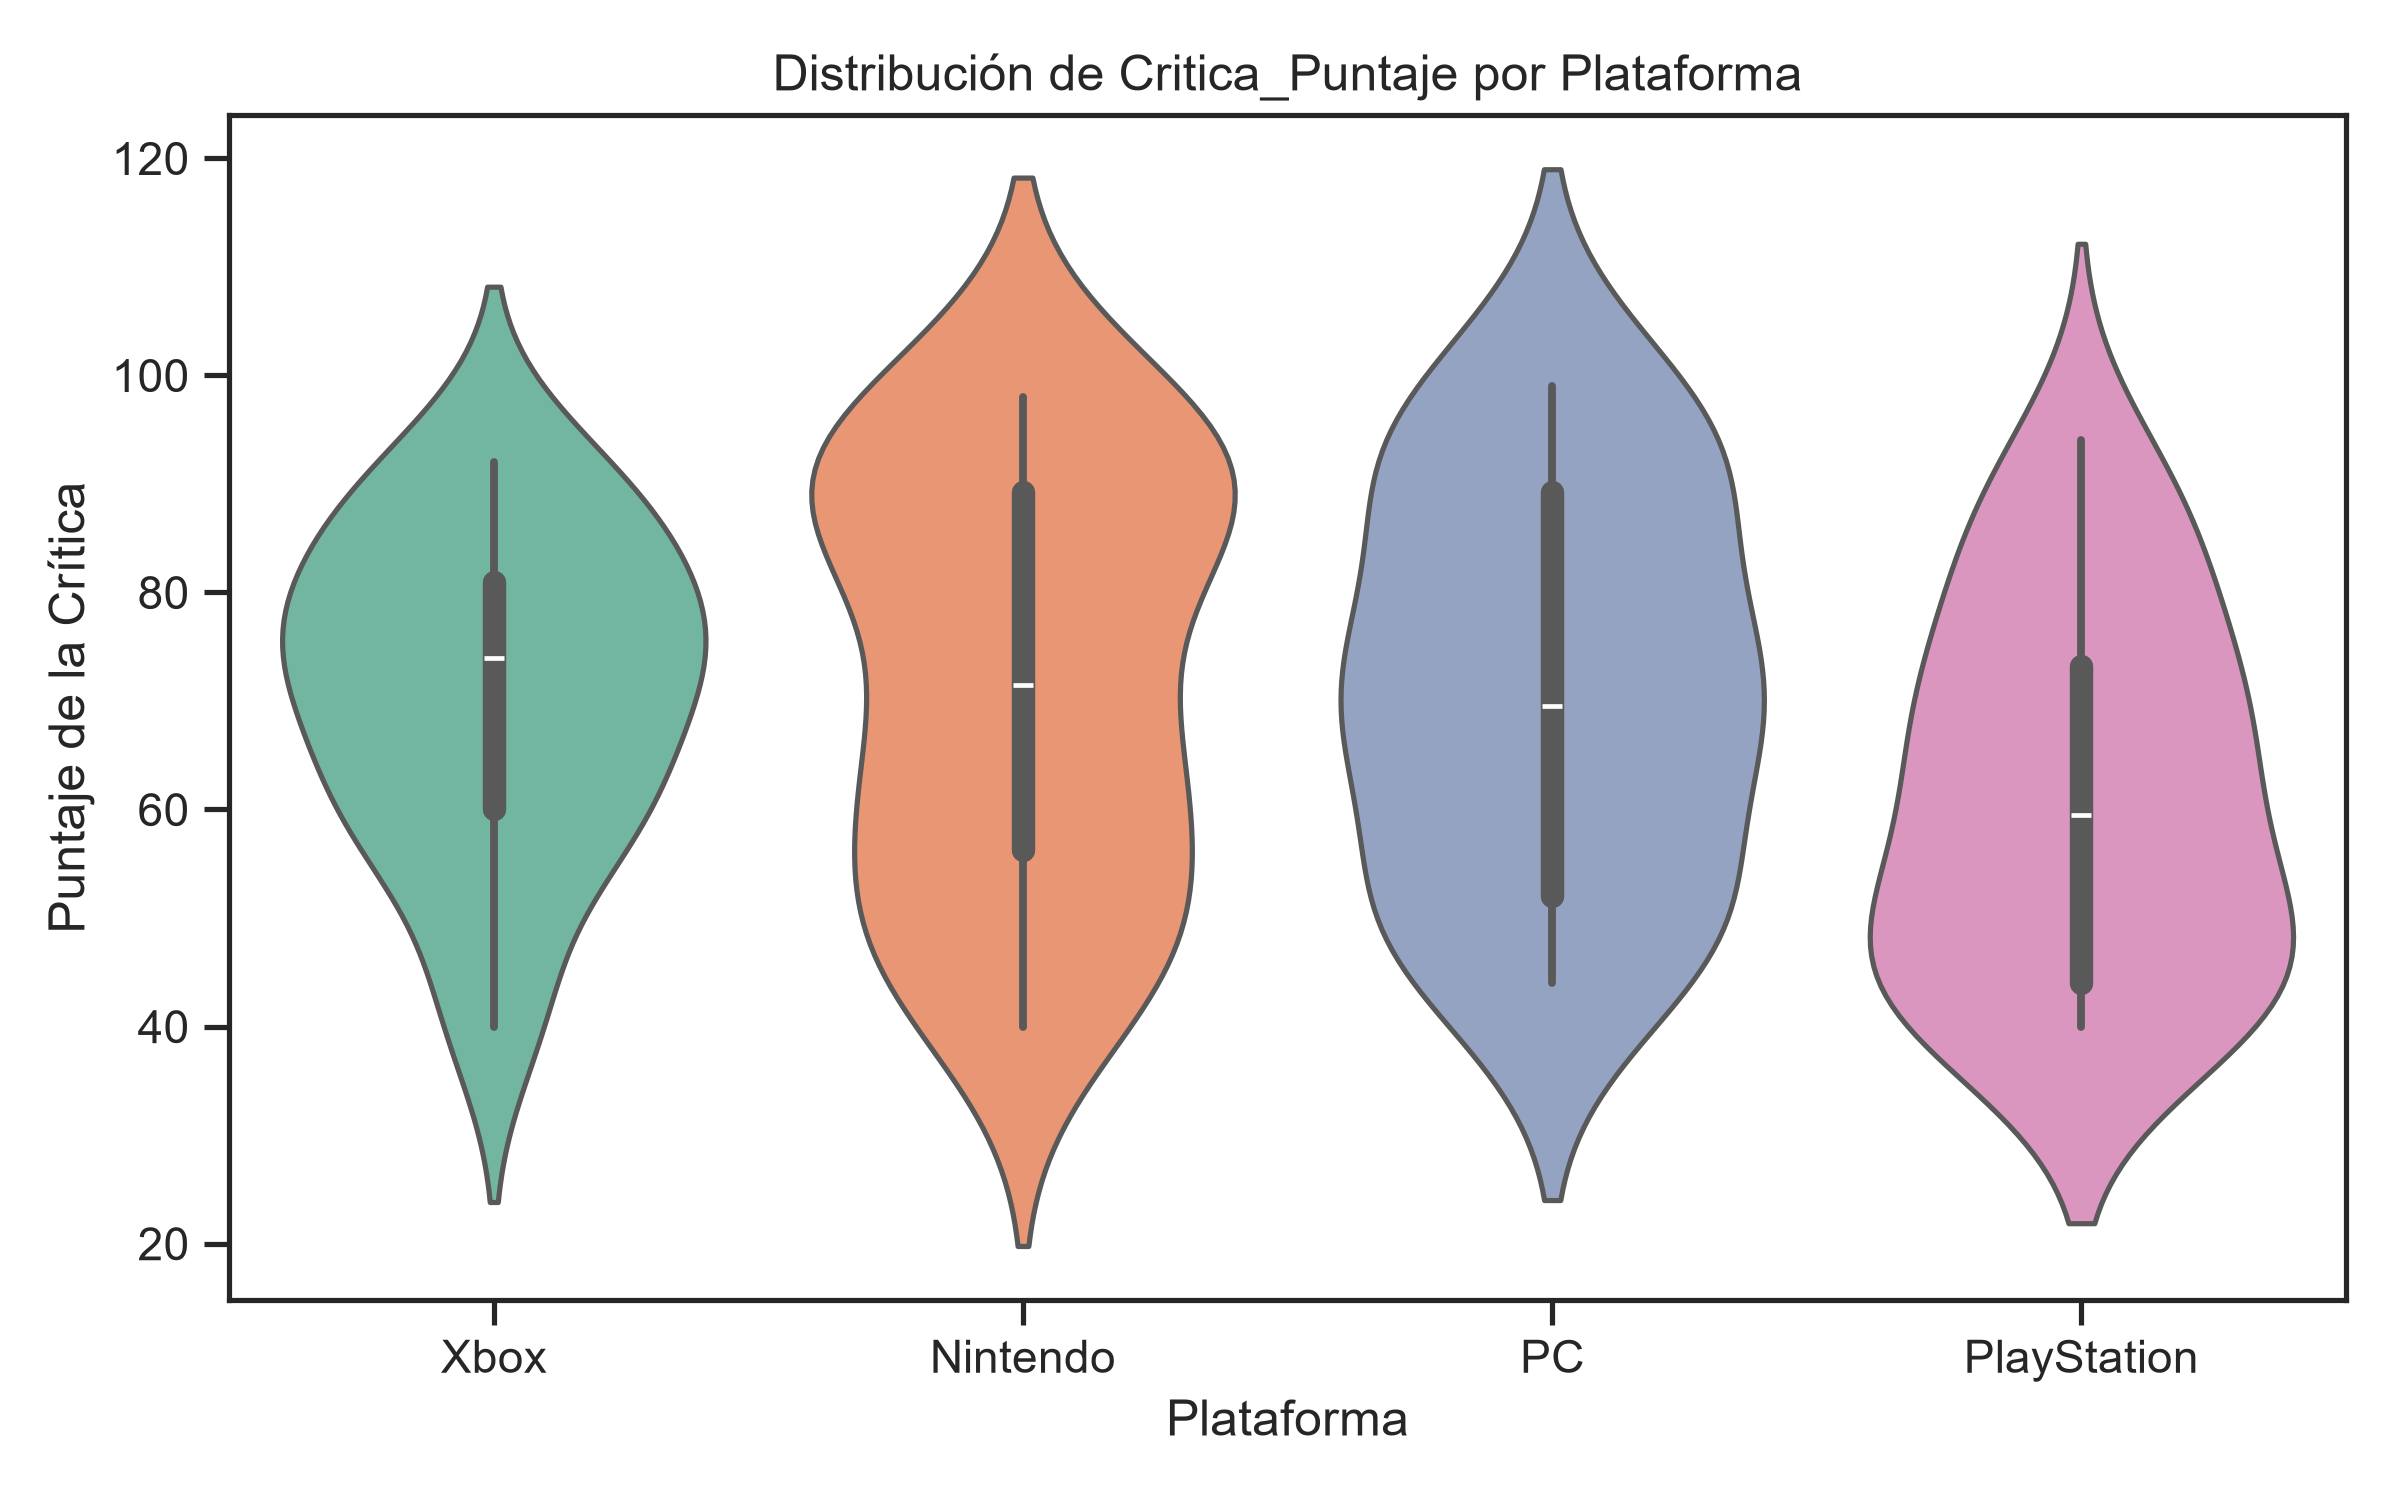 Distribución de Critica_Puntaje por Plataforma
120
100
80
60
40
20
Puntaje de la Crítica
Xbox
Nintendo
PC
PlayStation
Plataforma